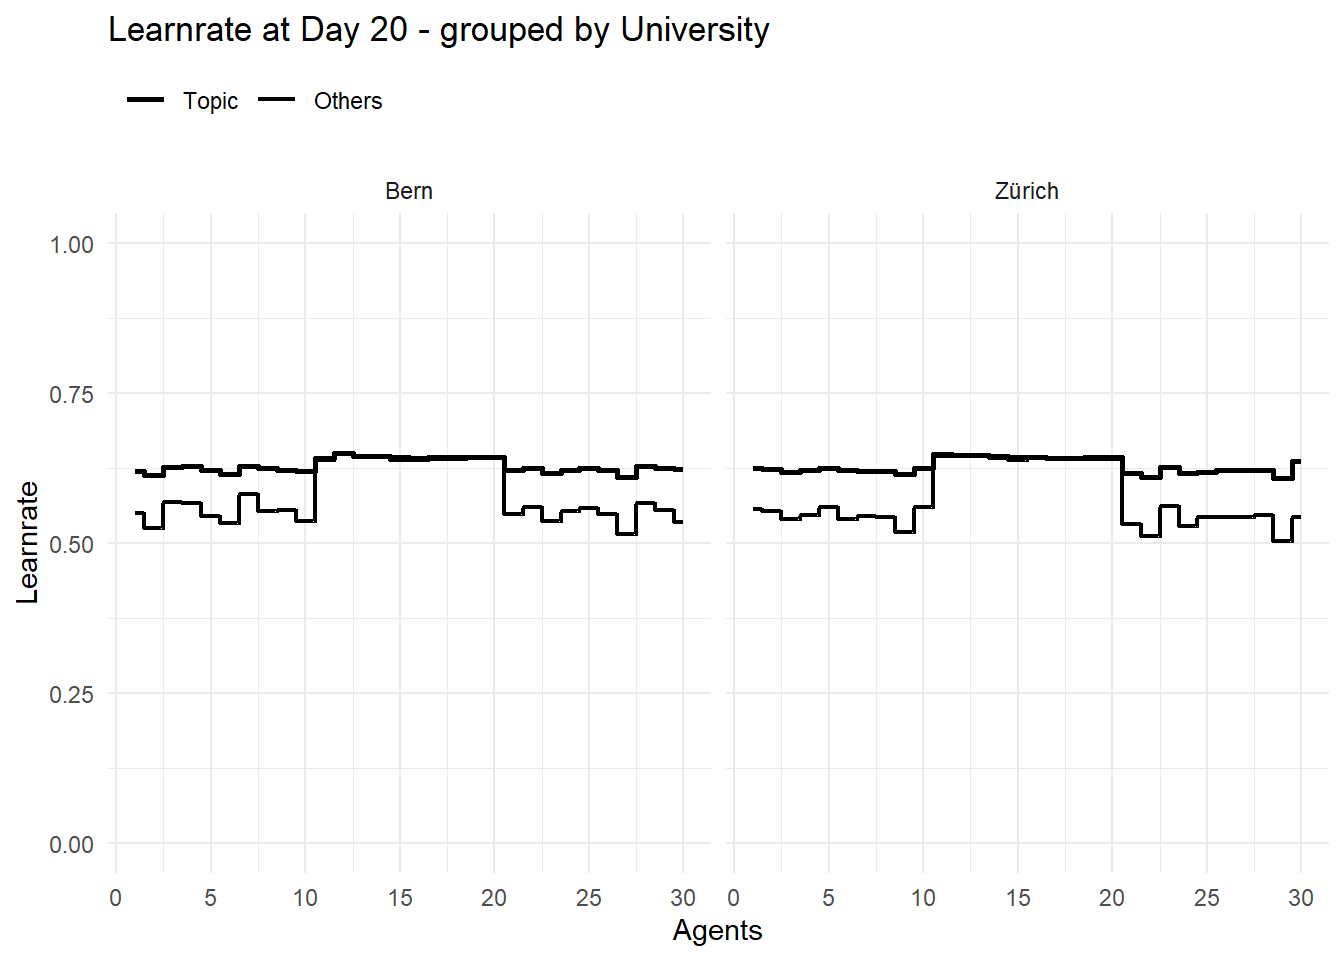 Learnrate at Day 20 - grouped by University
Topic Others
Bern Zürich
1.00
0.75
0.50
0.25
0.00
Learnrate
0 5 10 15 20 25 30 0 5 10 15 20 25 30
Agents